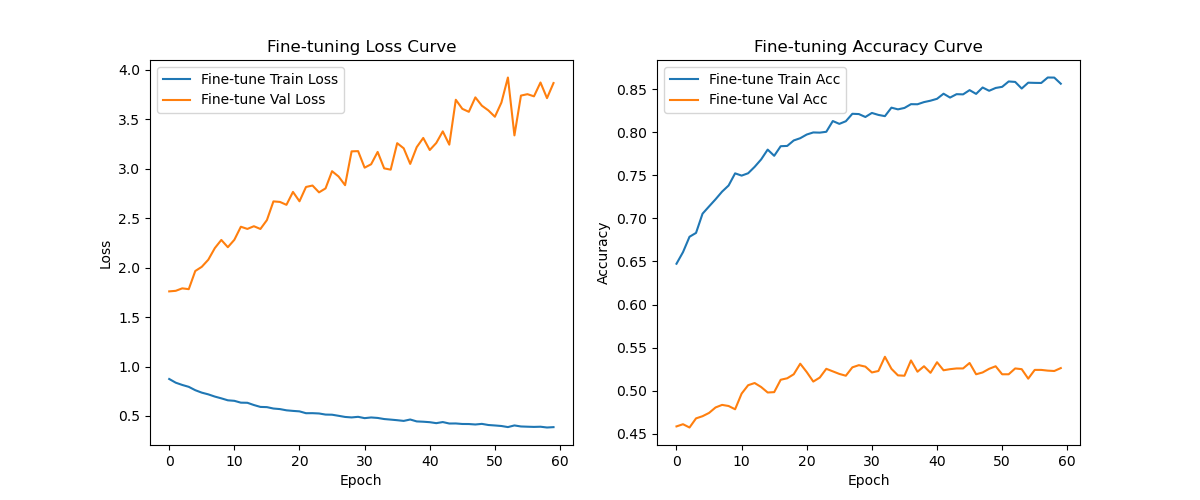 Fine-tuning Loss Curve
Fine-tune Train Loss
Fine-tune Val Loss
4.0
3.5
3.0
2.5
2.0
1.5
1.0
0.5
Loss
0 10 20 30 40 50 60
Epoch
Fine-tuning Accuracy Curve
Fine-tune Train Acc
Fine-tune Val Acc
0.85
0.80
0.75
0.70
0.65
0.60
0.55
0.50
0.45
Accuracy
0 10 20 30 40 50 60
Epoch